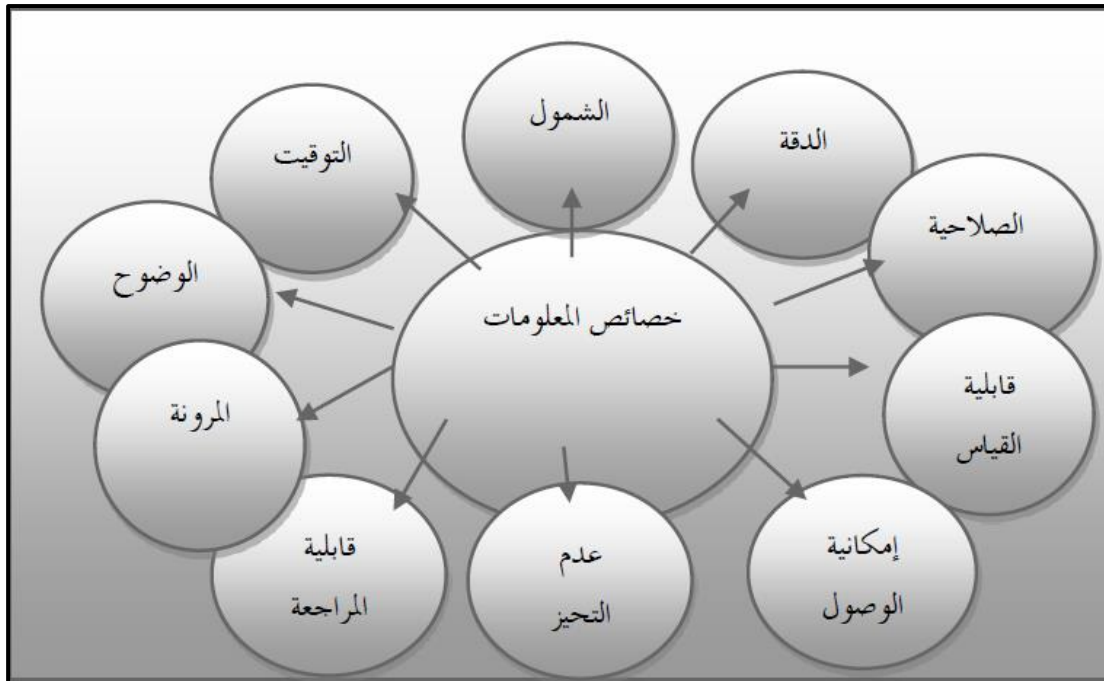 الشمول
الدقة
التوقيت
الصلاحية
الوضوح
خصائص المعلومات
قابلية
القياس
المرونة
إمكانية
الوصول
عدم
التحيز
قابلية
المراجعة